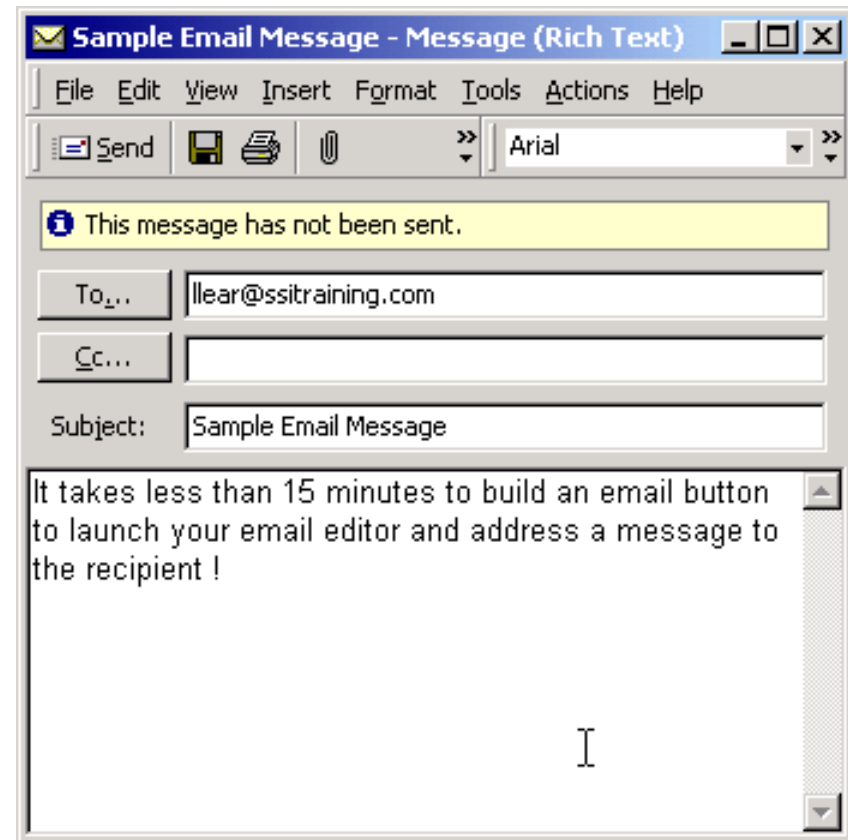 Sample Email Message - Message (Rich Text)
File Edit View Insert Format Tools Actions Help
Send Arial
This message has not been sent.
To... llear@ssitraining.com
Cc...
Subject: Sample Email Message
It takes less than 15 minutes to build an email button
to launch your email editor and address a message to
the recipient !